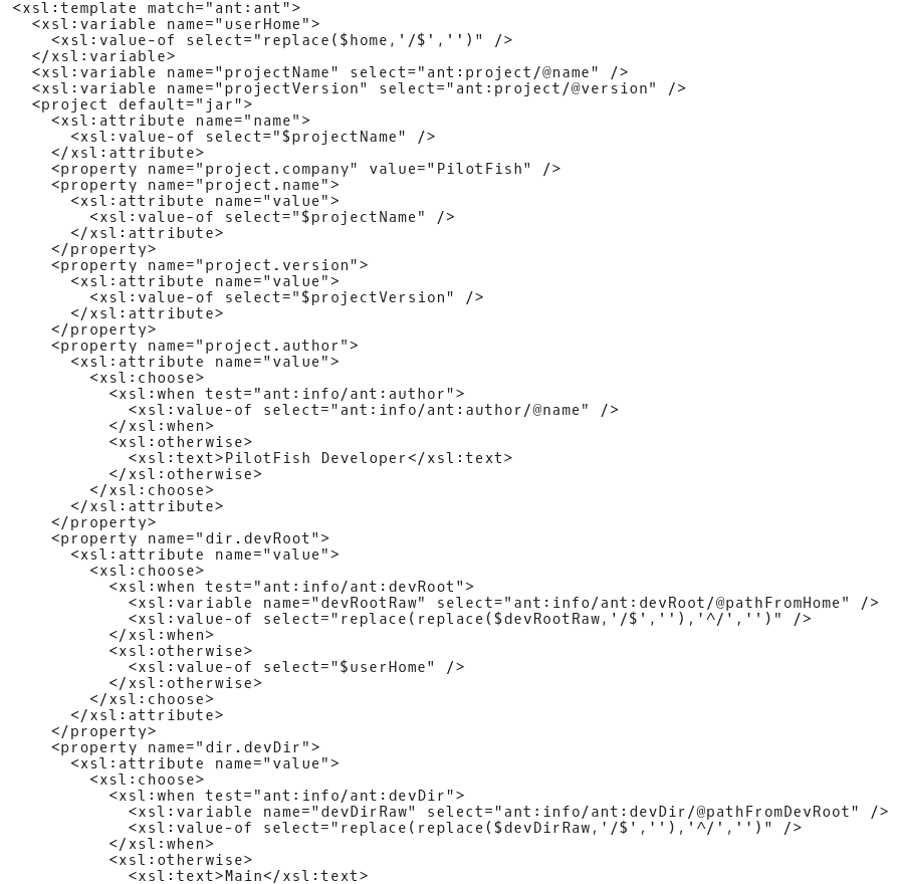 <xsl:template match="ant:ant">
  <xsl:variable name="userHome">
    <xsl:value-of select="replace($home,'/$','')" />
  </xsl:variable>
  <xsl:variable name="projectName" select="ant:project/@name" />
  <xsl:variable name="projectVersion" select="ant:project/@version" />
  <project default="jar">
    <xsl:attribute name="name">
      <xsl:value-of select="$projectName" />
    </xsl:attribute>
    <property name="project.company" value="PilotFish" />
    <property name="project.name">
      <xsl:attribute name="value">
        <xsl:value-of select="$projectName" />
      </xsl:attribute>
    </property>
    <property name="project.version">
      <xsl:attribute name="value">
        <xsl:value-of select="$projectVersion" />
      </xsl:attribute>
    </property>
    <property name="project.author">
      <xsl:attribute name="value">
        <xsl:choose>
          <xsl:when test="ant:info/ant:author">
            <xsl:value-of select="ant:info/ant:author/@name" />
          </xsl:when>
          <xsl:otherwise>
            <xsl:text>PilotFish Developer</xsl:text>
          </xsl:otherwise>
        </xsl:choose>
      </xsl:attribute>
    </property>
    <property name="dir.devRoot">
      <xsl:attribute name="value">
        <xsl:choose>
          <xsl:when test="ant:info/ant:devRoot">
            <xsl:variable name="devRootRaw" select="ant:info/ant:devRoot/@pathFromHome" />
            <xsl:value-of select="replace(replace($devRootRaw,'/$',''),'^/','')" />
          </xsl:when>
          <xsl:otherwise>
            <xsl:value-of select="$userHome" />
          </xsl:otherwise>
        </xsl:choose>
      </xsl:attribute>
    </property>
    <property name="dir.devDir">
      <xsl:attribute name="value">
        <xsl:choose>
          <xsl:when test="ant:info/ant:devDir">
            <xsl:variable name="devDirRaw" select="ant:info/ant:devDir/@pathFromDevRoot" />
            <xsl:value-of select="replace(replace($devDirRaw,'/$',''),'^/','')" />
          </xsl:when>
          <xsl:otherwise>
            <xsl:text>Main</xsl:text>